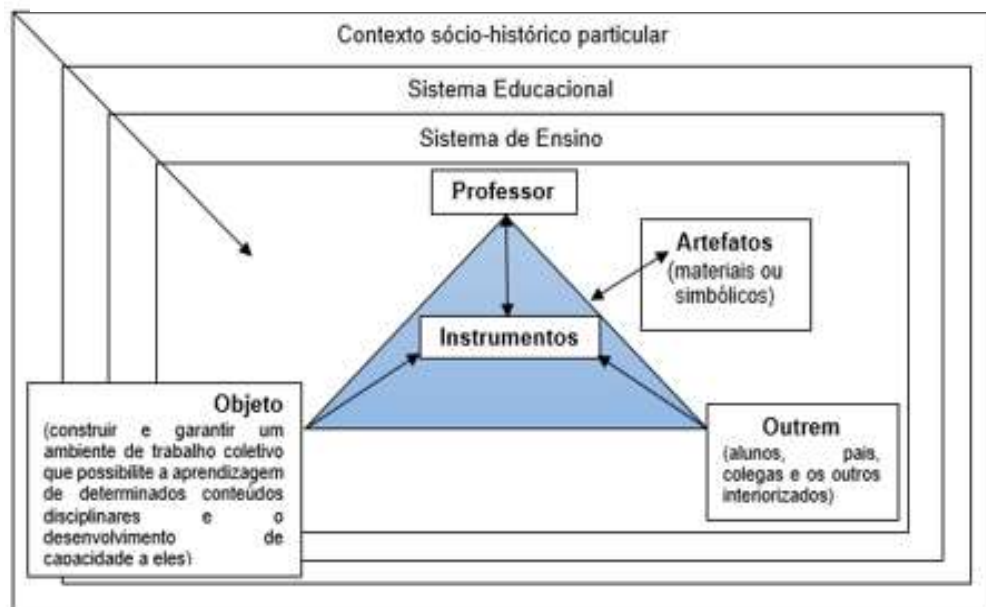 Contexto sócio-histórico particular
Sistema Educacional
Sistema de Ensino
Professor
Artefatos
(materiais ou
simbólicos)
Instrumentos
Objeto
(construir e garantir um
ambiente de trabalho coletivo
que possibilite a aprendizagem
de determinados conteúdos
disciplinares e o
desenvolvimento de
capacidade a eles)
Outrem
(alunos, pais,
colegas e os outros
interiorizados)